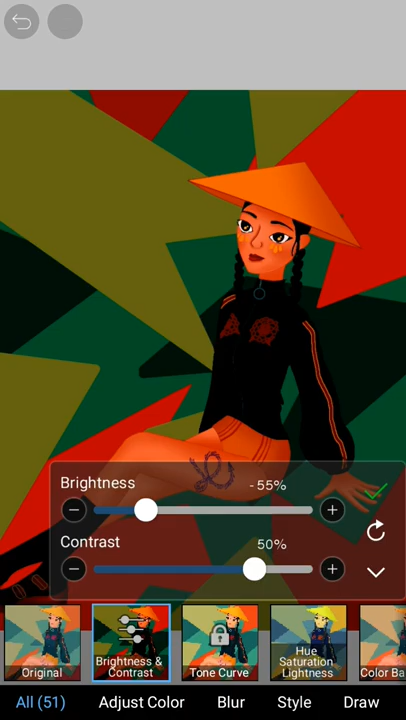 Brightness
- 55%
Contrast
50%
Original
Brightness &
Contrast
Tone Curve
Hue
Saturation
Lightness
Color Ba
All (51)
Adjust Color
Blur
Style
Draw